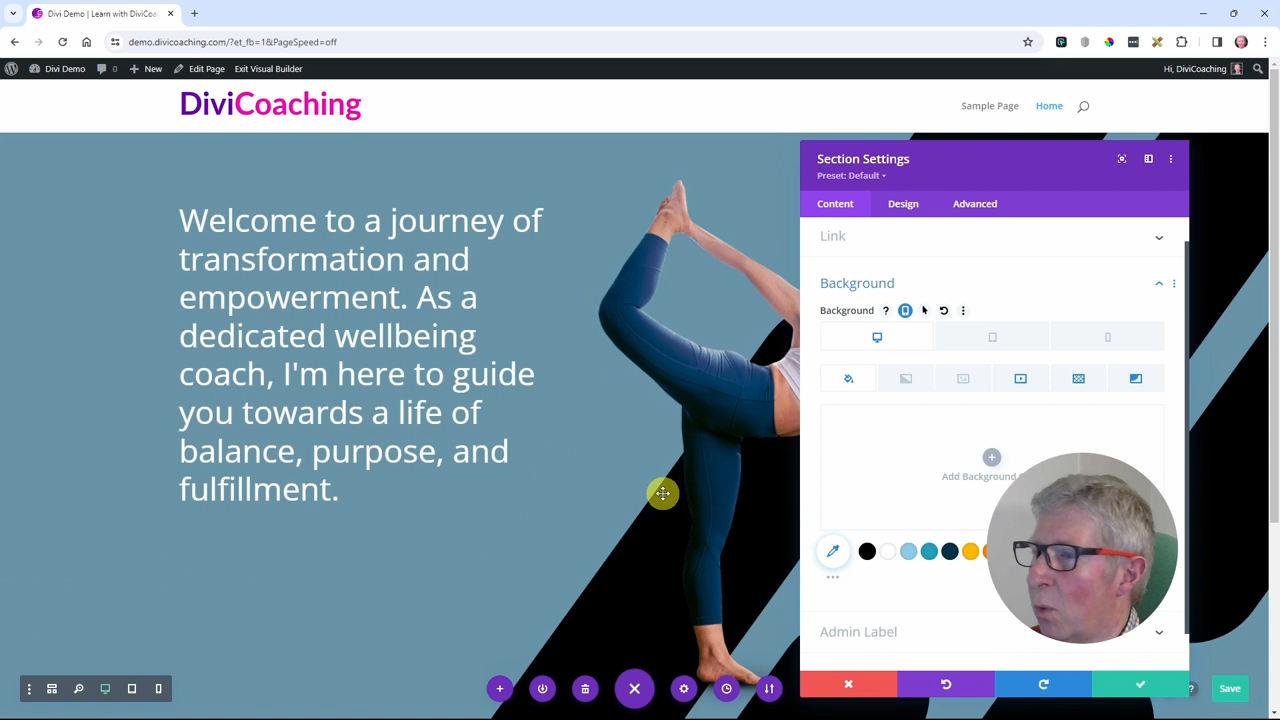 Divi Demo | Learn with DiviCoa
demo.divicoaching.com/?et_fb=1&PageSpeed=off
Divi Demo
0
New
Edit Page
Exit Visual Builder
Hi, DiviCoaching
DiviCoaching
Sample Page
Home
Section Settings
Preset: Default
Content
Design
Advanced
Welcome to a journey of
transformation and
empowerment. As a
dedicated wellbeing
coach, I'm here to guide
you towards a life of
balance, purpose, and
fulfillment.
Link
Background
Background
Add Background
Admin Label
Save